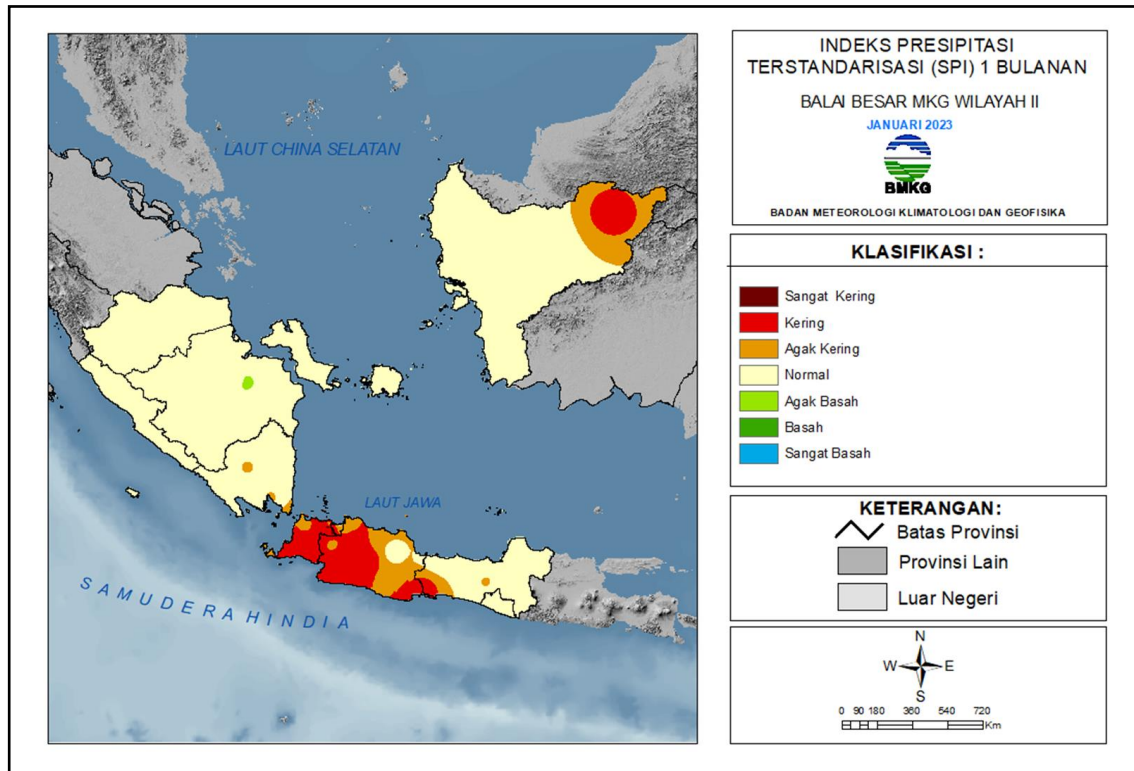 LAUT CHINA SELATAN
LAUT JAWA
SAMUDERA HINDIA
INDEKS PRESIPITASI
TERSTANDARISASI (SPI) 1 BULANAN
BALAI BESAR MKG WILAYAH II
JANUARI 2023
BMKG
BADAN METEOROLOGI KLIMATOLOGI DAN GEOFISIKA
KLASIFIKASI :
Sangat Kering
Kering
Agak Kering
Normal
Agak Basah
Basah
Sangat Basah
KETERANGAN:
Batas Provinsi
Provinsi Lain
Luar Negeri
N
W E
S
0 90 180 360 540 720
Km